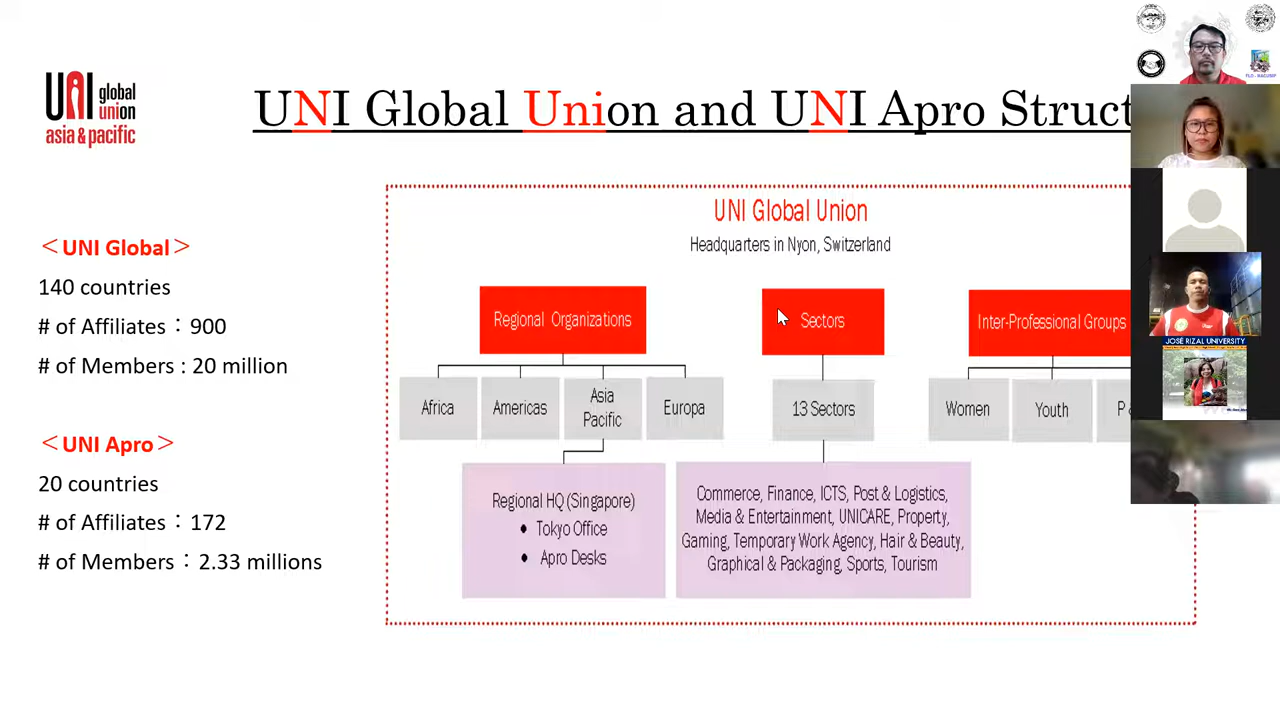 UNI global
union
asia & pacific
UNI Global Union and UNI Apro Struct
＜UNI Global＞
140 countries
# of Affiliates：900
# of Members : 20 million
＜UNI Apro＞
20 countries
# of Affiliates：172
# of Members：2.33 millions
UNI Global Union
Headquarters in Nyon, Switzerland
Regional Organizations
Sectors
Inter-Professional Groups
Africa
Americas
Asia
Pacific
Europa
13 Sectors
Women
Youth
P &
Regional HQ (Singapore)
• Tokyo Office
• Apro Desks
Commerce, Finance, ICTS, Post & Logistics,
Media & Entertainment, UNICARE, Property,
Gaming, Temporary Work Agency, Hair & Beauty,
Graphical & Packaging, Sports, Tourism
JOSÉ RIZAL UNIVERSITY